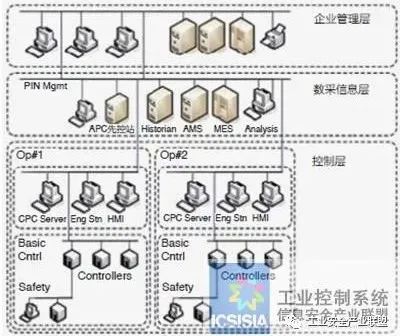 企业管理层
PIN Mgmt
数采信息层
APC先控站
Historian
AMS
MES
Analysis
Op#1
Op#2
控制层
CPC Server
Eng Stn
HMI
CPC Server
Eng Stn
HMI
Basic
Cntrl
Controllers
Safety
Basic
Cntrl
Controllers
Safety
ICSISIA
工业控制系统
信息安全产业联盟
工业安全产业联盟